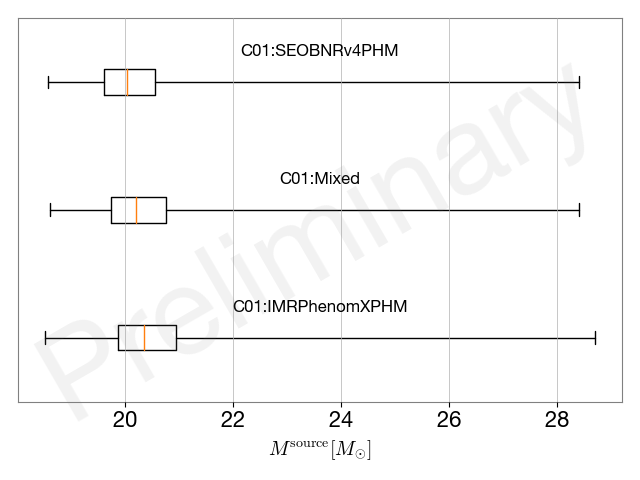 C01:SEOBNRv4PHM
C01:Mixed
C01:IMRPhenomXPHM
Preliminary
20 22 24 26 28
M^source [M_⊙]